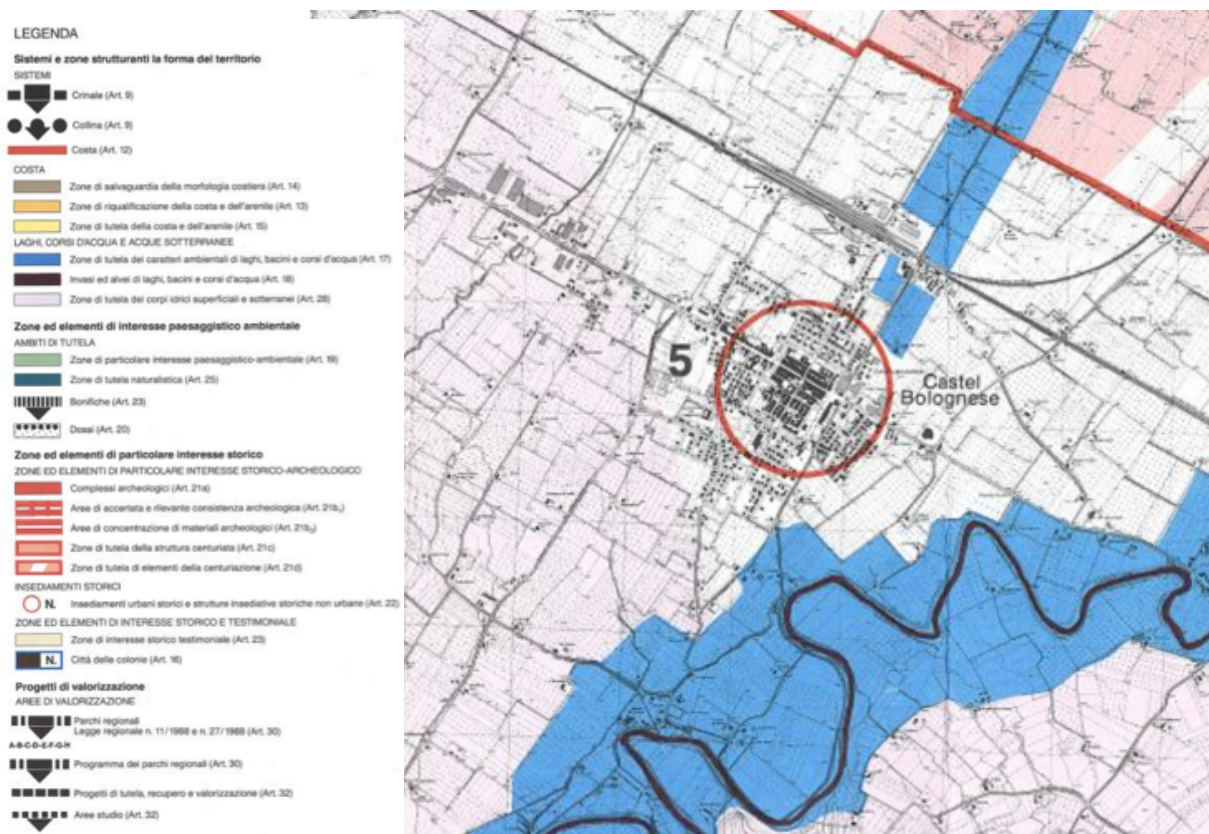 LEGENDA
Sistemi e zone strutturanti la forma del territorio
SISTEMI
Crinale (Art. 9)
Collina (Art. 9)
Costa (Art. 12)
COSTA
Zone di salvaguardia della morfologia costiera (Art. 14)
Zone di riqualificazione della costa e dell'arenile (Art. 13)
Zone di tutela della costa e dell'arenile (Art. 15)
LAGHI, CORSI D'ACQUA E ACQUE SOTTERRANEE
Zone di tutela dei caratteri ambientali di laghi, bacini e corsi d'acqua (Art. 17)
Invasi ed alvei di laghi, bacini e corsi d'acqua (Art. 18)
Zone di tutela dei corpi idrici superficiali e sotterranei (Art. 28)
Zone ed elementi di interesse paesaggistico ambientale
AMBITI DI TUTELA
Zone di particolare interesse paesaggistico-ambientale (Art. 19)
Zone di tutela naturalistica (Art. 25)
Bonifiche (Art. 23)
Dossi (Art. 20)
Zone ed elementi di particolare interesse storico
ZONE ED ELEMENTI DI PARTICOLARE INTERESSE STORICO-ARCHEOLOGICO
Complessi archeologici (Art. 21a)
Aree di accertata e rilevante consistenza archeologica (Art. 21b₁)
Aree di concentrazione di materiali archeologici (Art. 21b₂)
Zone di tutela della struttura centuriata (Art. 21c)
Zone di tutela di elementi della centuriazione (Art. 21d)
INSEDIAMENTI STORICI
N. Insediamenti urbani storici e strutture insediative storiche non urbane (Art. 22)
ZONE ED ELEMENTI DI INTERESSE STORICO E TESTIMONIALE
Zone di interesse storico testimoniale (Art. 23)
N. Città delle colonie (Art. 16)
Progetti di valorizzazione
AREE DI VALORIZZAZIONE
Parchi regionali
Legge regionale n. 11/1988 e n. 27/1988 (Art. 30)
A-B-C-D-E-F-G-H
Programma dei parchi regionali (Art. 30)
Progetti di tutela, recupero e valorizzazione (Art. 32)
Aree studio (Art. 32)
5
Castel
Bolognese